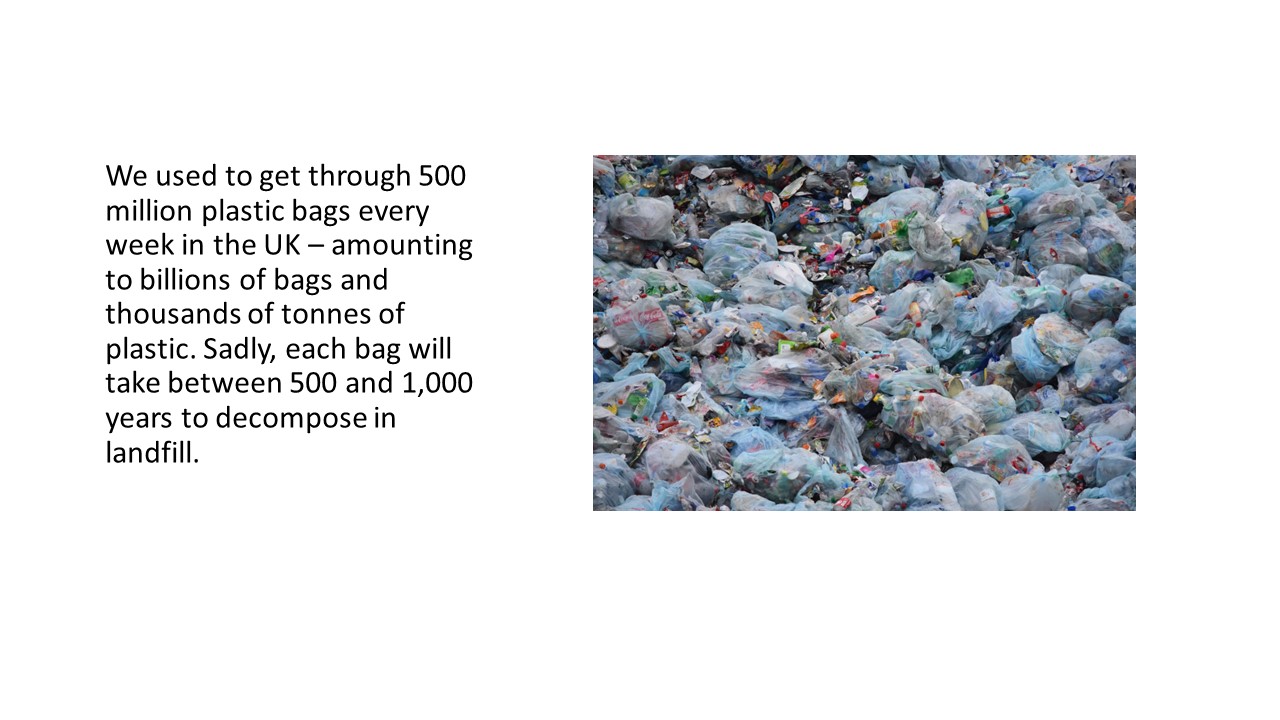 We used to get through 500
million plastic bags every
week in the UK – amounting
to billions of bags and
thousands of tonnes of
plastic. Sadly, each bag will
take between 500 and 1,000
years to decompose in
landfill.